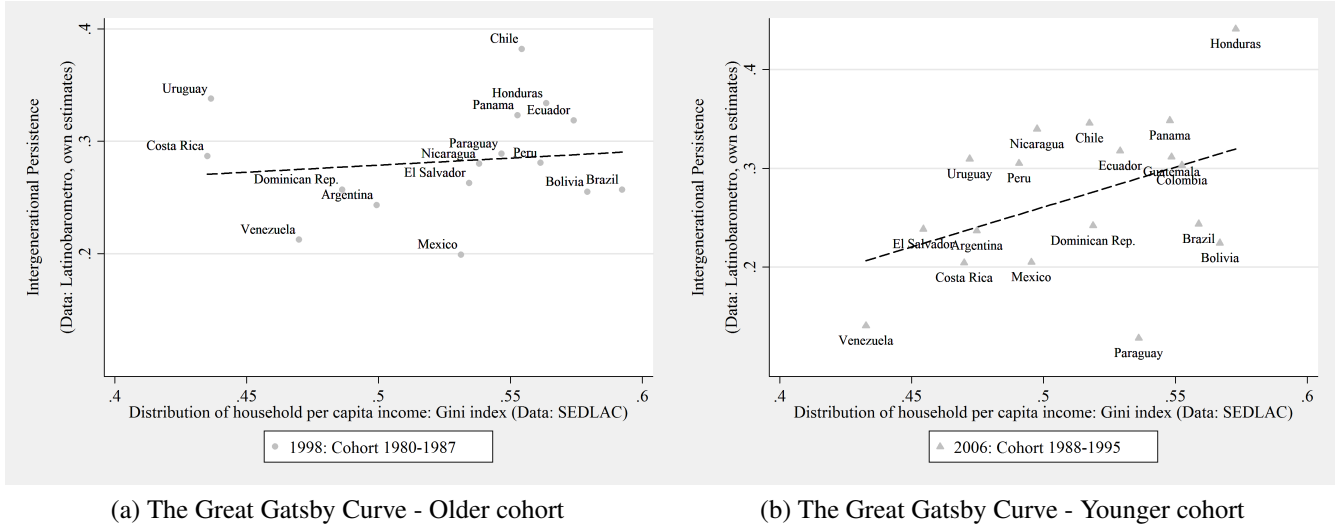 Intergenerational Persistence
(Data: Latinobarometro, own estimates)
.4
.3
.2
Chile
Uruguay
Honduras
Panama
Ecuador
Costa Rica
Paraguay
Nicaragua
Peru
El Salvador
Dominican Rep.
Argentina
Bolivia
Brazil
Venezuela
Mexico
.4
.45
.5
.55
.6
Distribution of household per capita income: Gini index (Data: SEDLAC)
1998: Cohort 1980-1987
(a) The Great Gatsby Curve - Older cohort
Intergenerational Persistence
(Data: Latinobarometro, own estimates)
.4
.3
.2
Honduras
Nicaragua
Chile
Panama
Uruguay
Peru
Ecuador
Guatemala
Colombia
El Salvador
Argentina
Dominican Rep.
Brazil
Bolivia
Costa Rica
Mexico
Venezuela
Paraguay
.4
.45
.5
.55
.6
Distribution of household per capita income: Gini index (Data: SEDLAC)
2006: Cohort 1988-1995
(b) The Great Gatsby Curve - Younger cohort